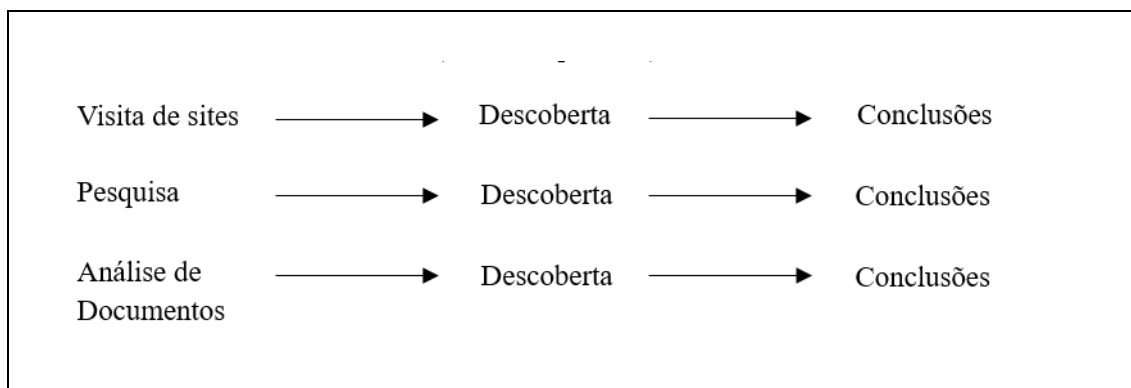 Visita de sites Descoberta Conclusões
Pesquisa Descoberta Conclusões
Análise de Documentos Descoberta Conclusões